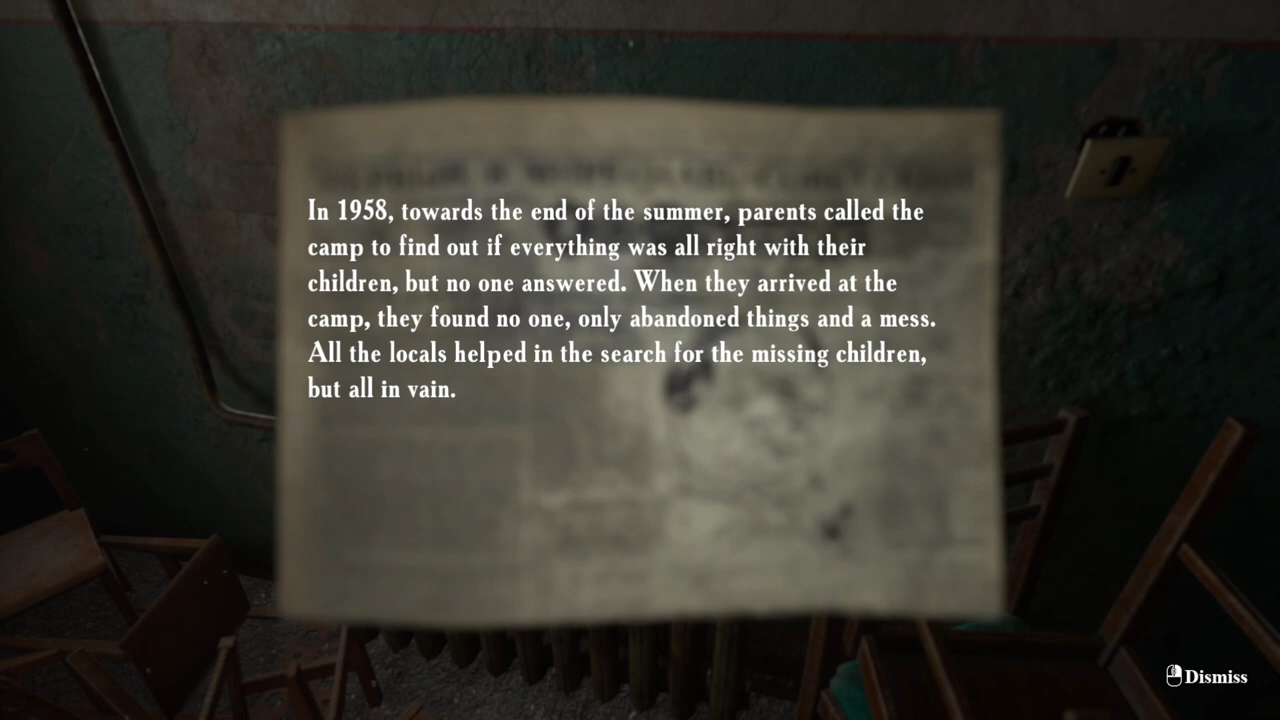 In 1958, towards the end of the summer, parents called the
camp to find out if everything was all right with their
children, but no one answered. When they arrived at the
camp, they found no one, only abandoned things and a mess.
All the locals helped in the search for the missing children,
but all in vain.
Dismiss